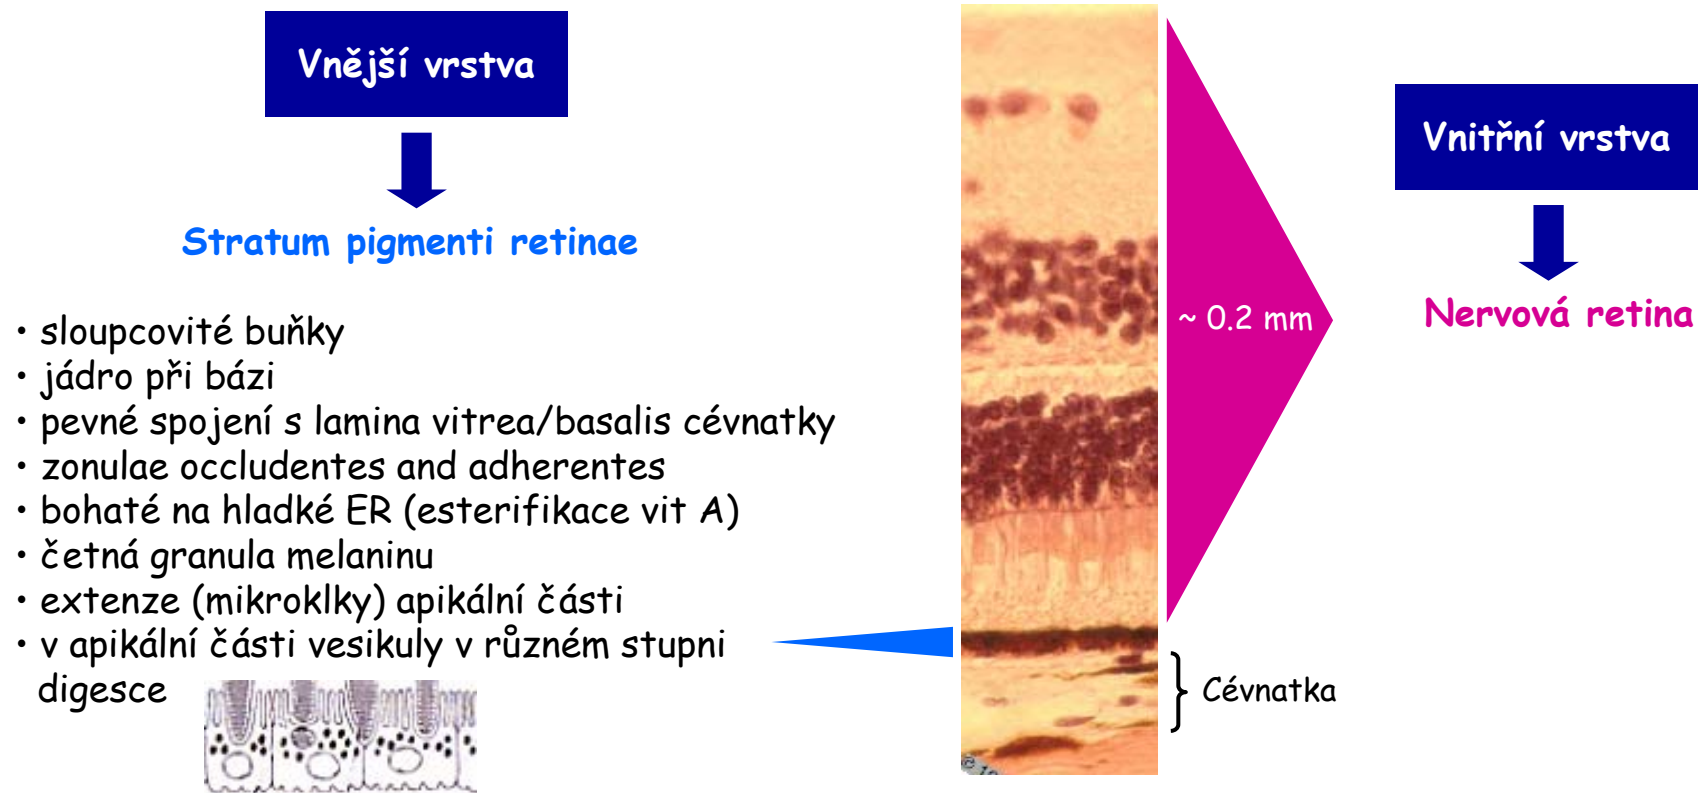 Vnější vrstva
Stratum pigmenti retinae
• sloupcovité buňky
• jádro při bázi
• pevné spojení s lamina vitrea/basalis cévnatky
• zonulae occludentes and adherentes
• bohaté na hladké ER (esterifikace vit A)
• četná granula melaninu
• extenze (mikroklky) apikální části
• v apikální části vesikuly v různém stupni
digesce
~ 0.2 mm
Cévnatka
Vnitřní vrstva
Nervová retina